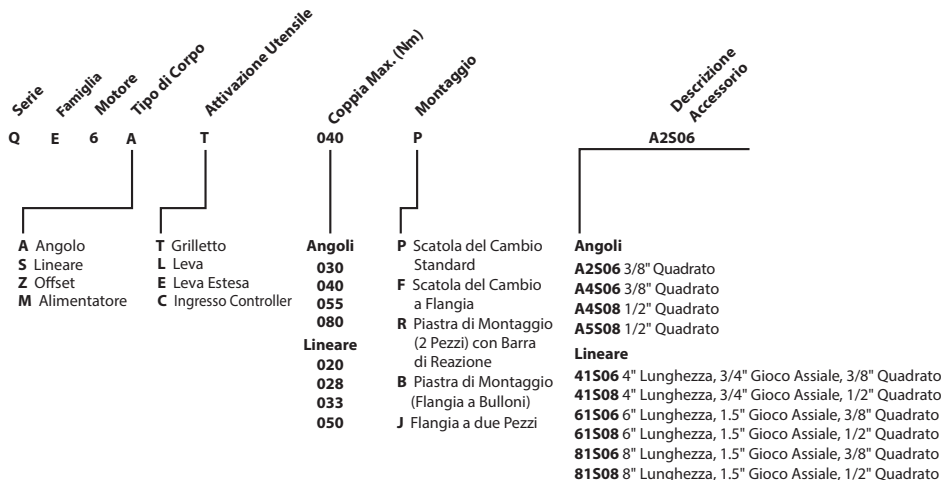 Serie
Famiglia
Motore
Tipo di Corpo
Attivazione Utensile
Coppia Max. (Nm)
Montaggio
Descrizione
Accessorio
Q E 6 A T 040 P A2S06
A Angolo
S Lineare
Z Offset
M Alimentatore
T Grilletto
L Leva
E Leva Estesa
C Ingresso Controller
Angoli
030
040
055
080
Lineare
020
028
033
050
P Scatola del Cambio
Standard
F Scatola del Cambio
a Flangia
R Piastra di Montaggio
(2 Pezzi) con Barra
di Reazione
B Piastra di Montaggio
(Flangia a Bulloni)
J Flangia a due Pezzi
Angoli
A2S06 3/8" Quadrato
A4S06 3/8" Quadrato
A4S08 1/2" Quadrato
A5S08 1/2" Quadrato
Lineare
41S06 4" Lunghezza, 3/4" Gioco Assiale, 3/8" Quadrato
41S08 4" Lunghezza, 3/4" Gioco Assiale, 1/2" Quadrato
61S06 6" Lunghezza, 1.5" Gioco Assiale, 3/8" Quadrato
61S08 6" Lunghezza, 1.5" Gioco Assiale, 1/2" Quadrato
81S06 8" Lunghezza, 1.5" Gioco Assiale, 3/8" Quadrato
81S08 8" Lunghezza, 1.5" Gioco Assiale, 1/2" Quadrato